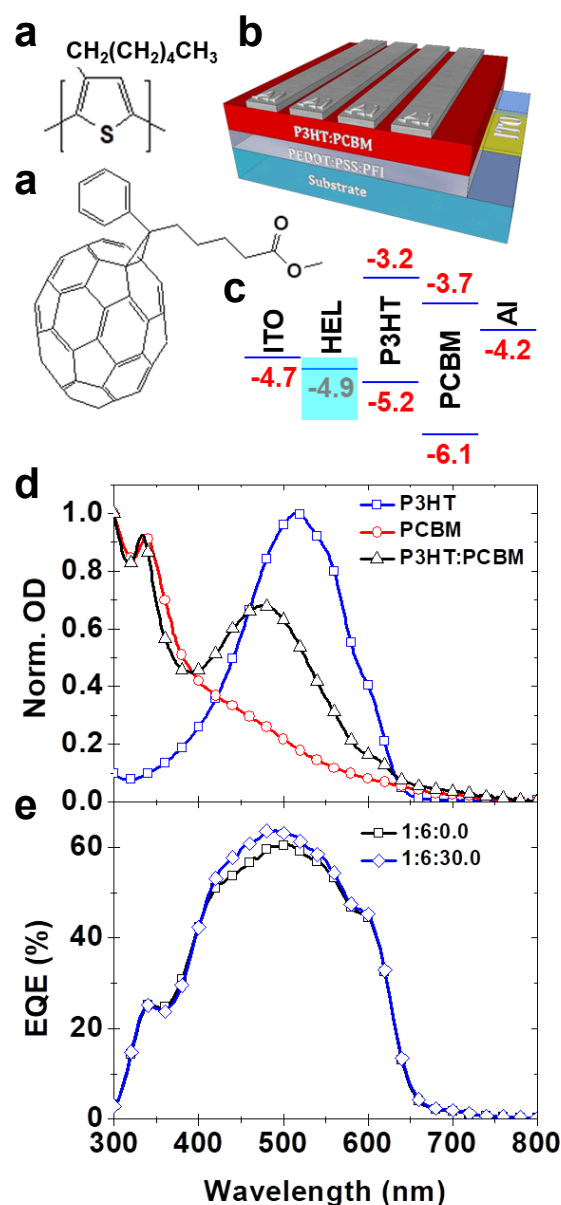 a
CH₂(CH₂)₄CH₃
S
a
O
O
b
Al Al Al Al
P3HT:PCBM
ITO
PEDOT:PSS:PFI
Substrate
c
ITO
-4.7
HEL
-4.9
-3.2
P3HT
-5.2
-3.7
PCBM
-6.1
Al
-4.2
d
P3HT
PCBM
P3HT:PCBM
Norm. OD
1.0
0.8
0.6
0.4
0.2
0.0
e
1:6:0.0
1:6:30.0
EQE (%)
60
40
20
0
300 400 500 600 700 800
Wavelength (nm)